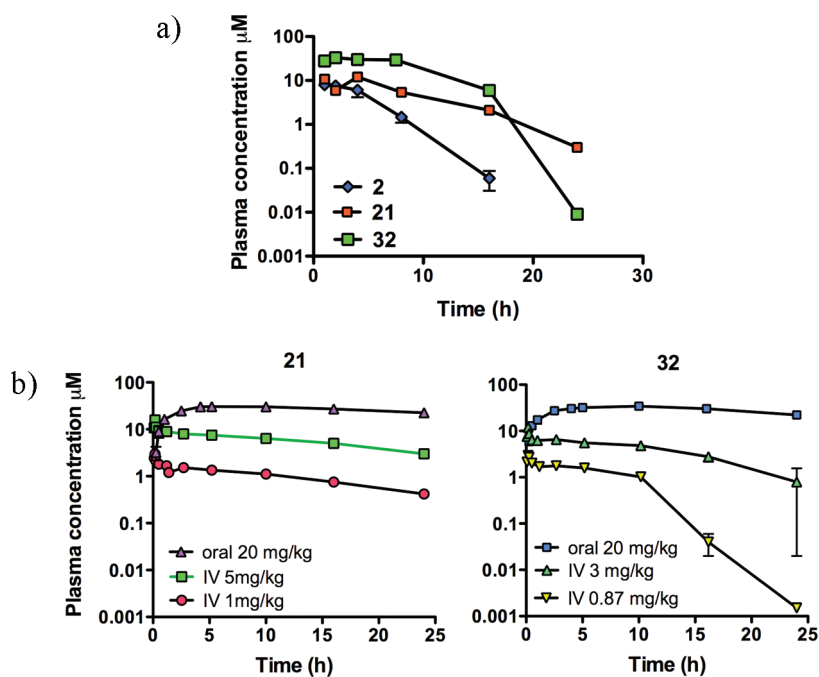 a)
Plasma concentration µM
100
10
1
0.1
0.01
0.001
2
21
32
0 10 20 30
Time (h)
b)
21
Plasma concentration µM
100
10
1
0.1
0.01
0.001
oral 20 mg/kg
IV 5mg/kg
IV 1mg/kg
0 5 10 15 20 25
Time (h)
32
100
10
1
0.1
0.01
0.001
oral 20 mg/kg
IV 3 mg/kg
IV 0.87 mg/kg
0 5 10 15 20 25
Time (h)